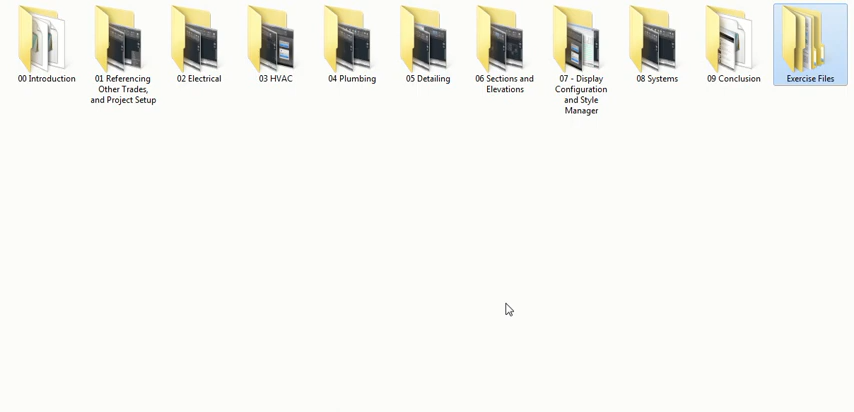 00 Introduction
01 Referencing
Other Trades,
and Project Setup
02 Electrical
03 HVAC
04 Plumbing
05 Detailing
06 Sections and
Elevations
07 - Display
Configuration
and Style
Manager
08 Systems
09 Conclusion
Exercise Files